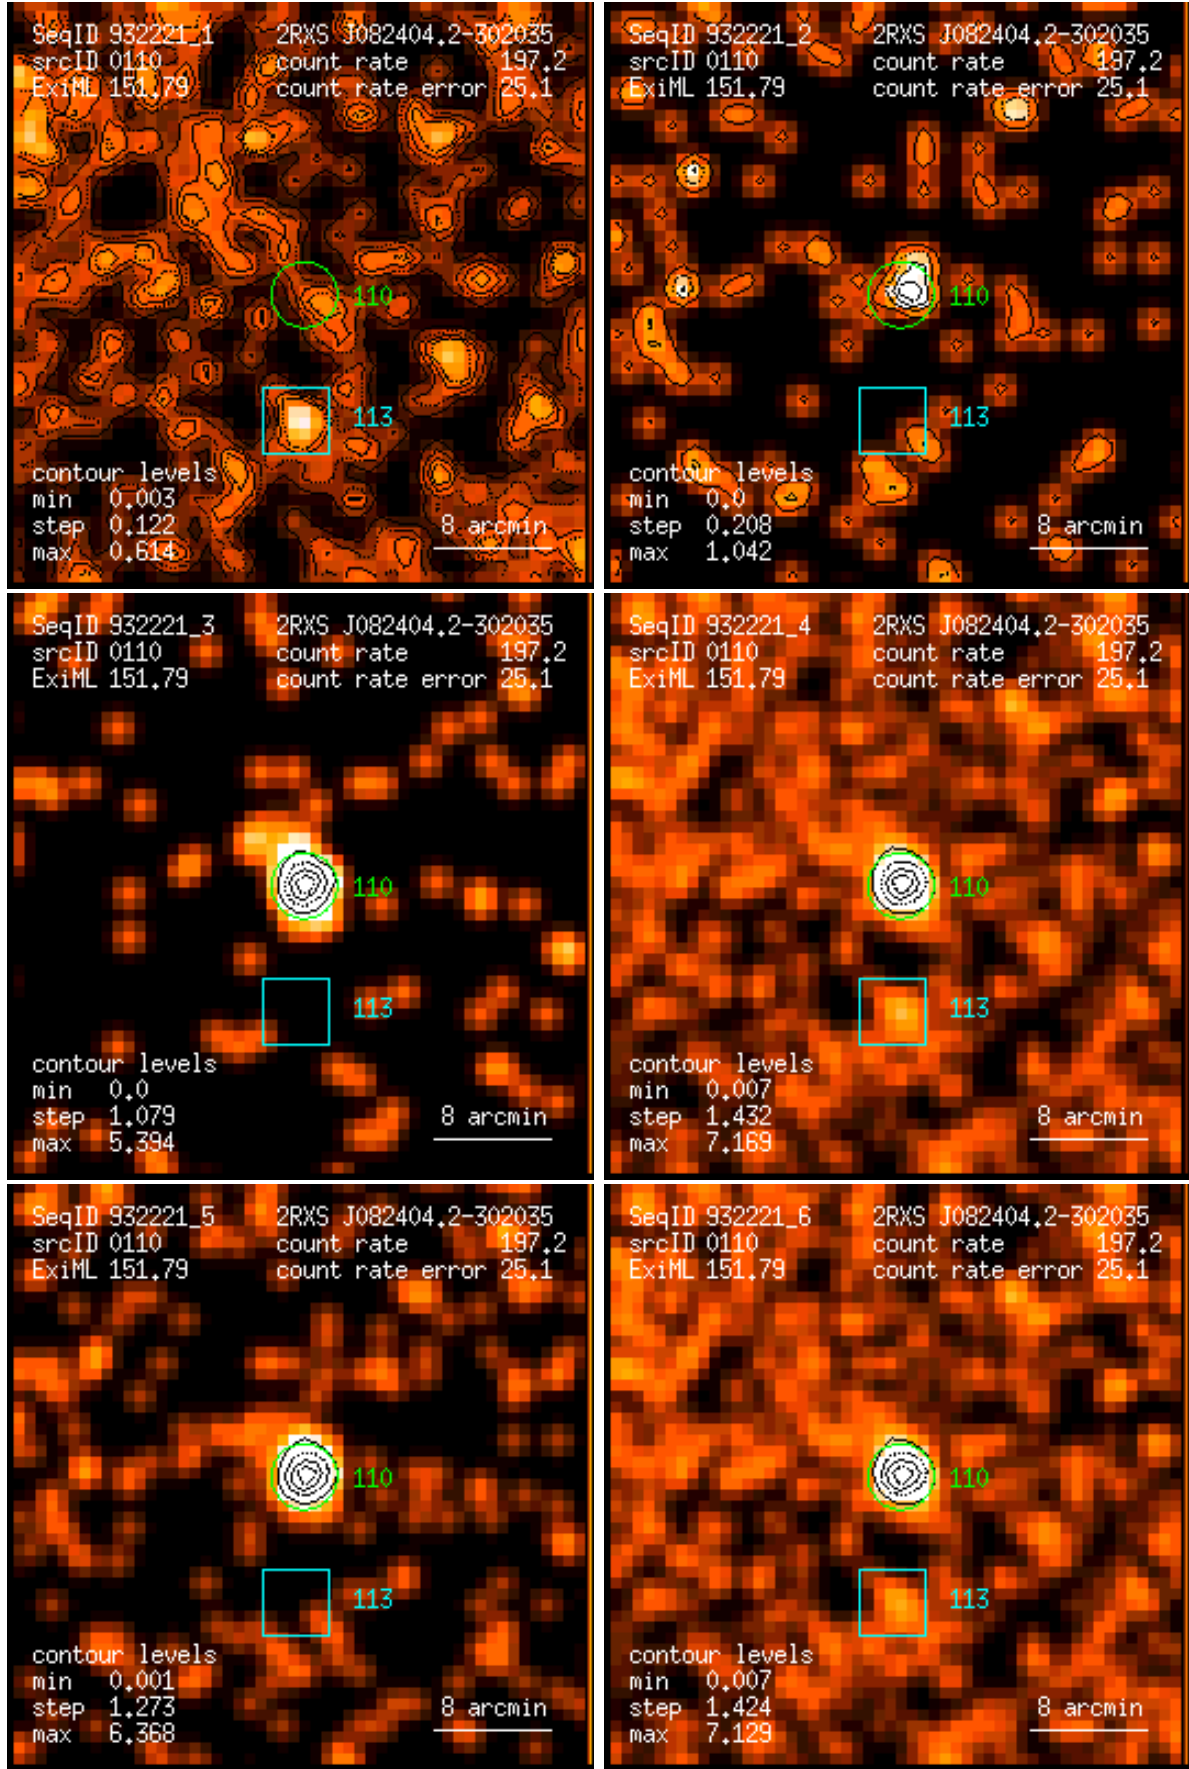 SeqID 932221_1 2RXS J082404.2-302035
srcID 0110 count rate 197.2
ExiML 151.79 count rate error 25.1
110
113
contour levels
min 0.003
step 0.122 8 arcmin
max 0.614
SeqID 932221_2 2RXS J082404.2-302035
srcID 0110 count rate 197.2
ExiML 151.79 count rate error 25.1
110
113
contour levels
min 0.0
step 0.208 8 arcmin
max 1.042
SeqID 932221_3 2RXS J082404.2-302035
srcID 0110 count rate 197.2
ExiML 151.79 count rate error 25.1
110
113
contour levels
min 0.0
step 1.079 8 arcmin
max 5.394
SeqID 932221_4 2RXS J082404.2-302035
srcID 0110 count rate 197.2
ExiML 151.79 count rate error 25.1
110
113
contour levels
min 0.007
step 1.432 8 arcmin
max 7.169
SeqID 932221_5 2RXS J082404.2-302035
srcID 0110 count rate 197.2
ExiML 151.79 count rate error 25.1
110
113
contour levels
min 0.001
step 1.273 8 arcmin
max 6.368
SeqID 932221_6 2RXS J082404.2-302035
srcID 0110 count rate 197.2
ExiML 151.79 count rate error 25.1
110
113
contour levels
min 0.007
step 1.424 8 arcmin
max 7.129